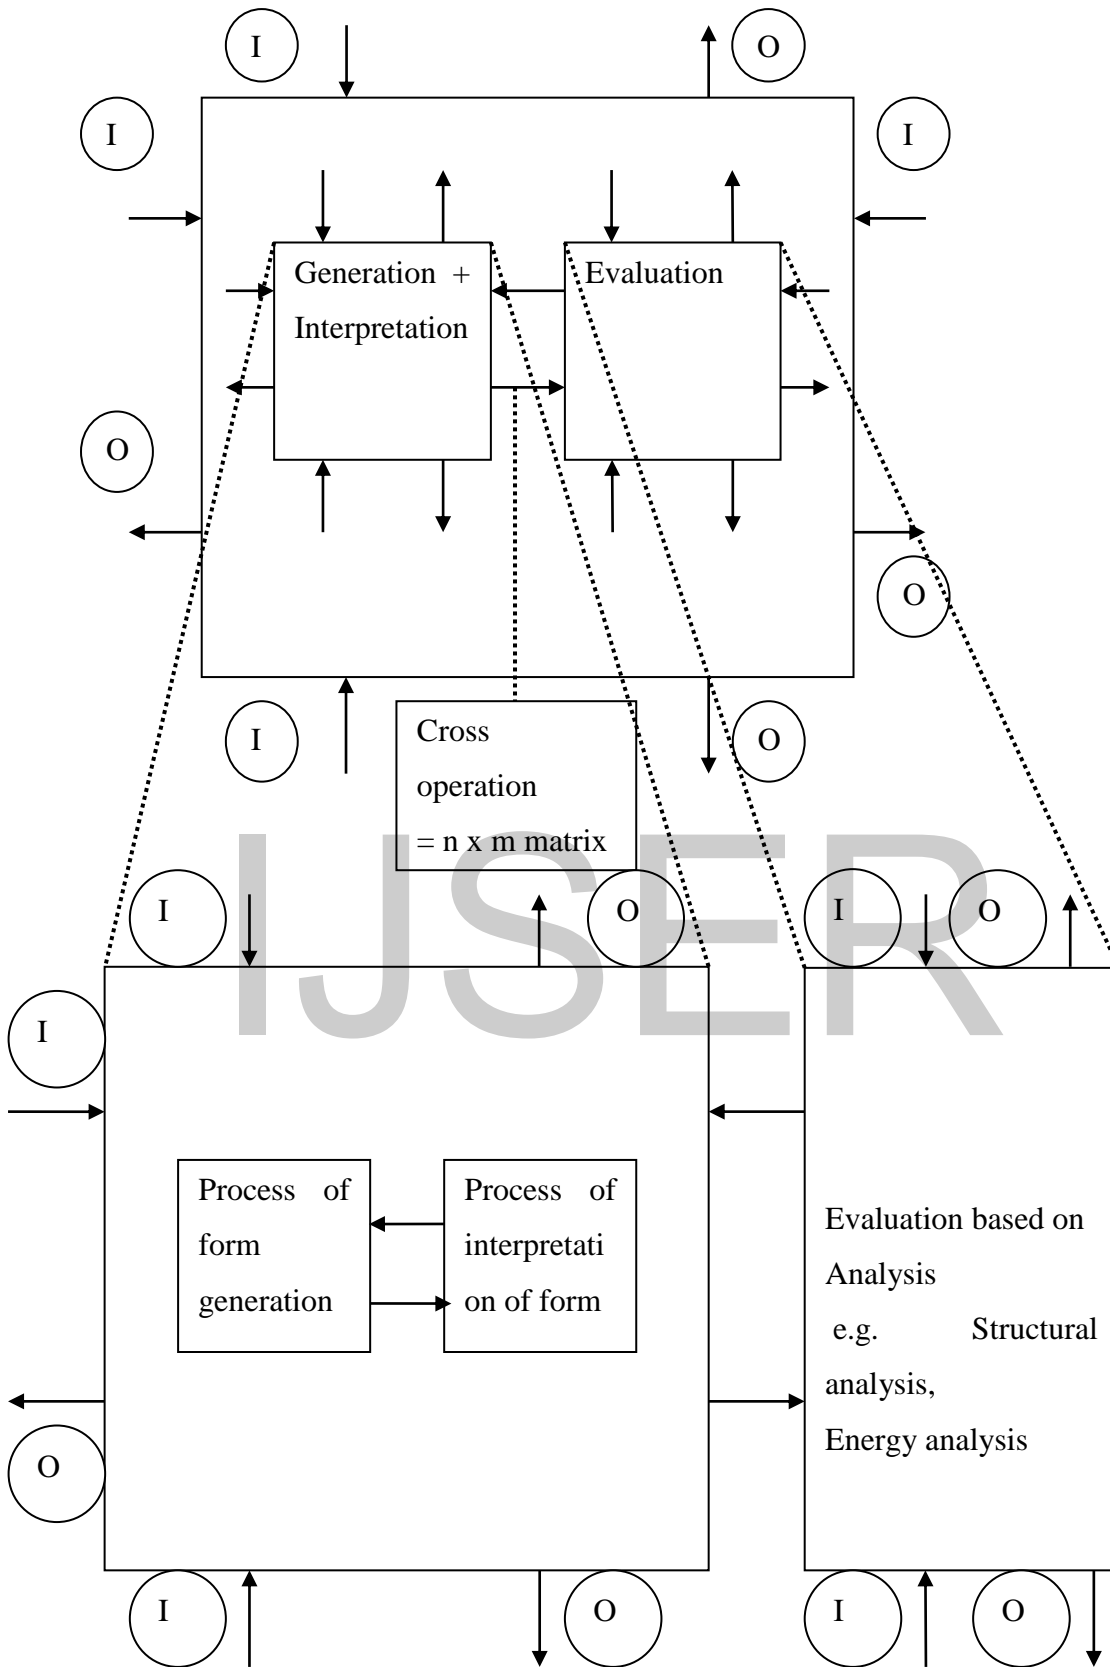 I
O
I
I
Generation +
Interpretation
Evaluation
O
O
I
O
Cross
operation
= n x m matrix
IJSER
I
O
I
O
I
Process of
form
generation
Process of
interpretati
on of form
Evaluation based on
Analysis
e.g. Structural
analysis,
Energy analysis
O
I
O
I
O